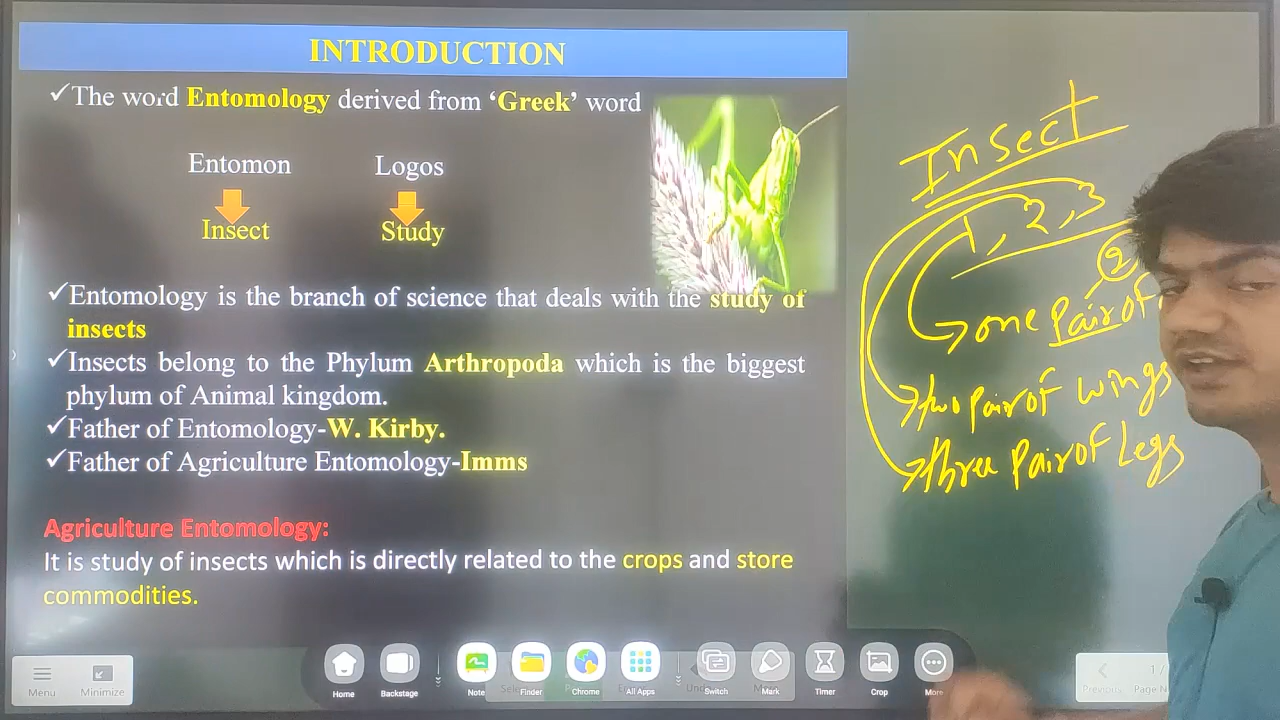 INTRODUCTION
✓The word Entomology derived from ‘Greek’ word
Entomon Logos
Insect Study
✓Entomology is the branch of science that deals with the study of
insects
✓Insects belong to the Phylum Arthropoda which is the biggest
phylum of Animal kingdom.
✓Father of Entomology-W. Kirby.
✓Father of Agriculture Entomology-Imms
Agriculture Entomology:
It is study of insects which is directly related to the crops and store
commodities.
Insect
1, 2, 3
2
one pair of
two pair of wings
three pair of Legs
Menu Minimize
Home Backstage Note Finder Chrome All Apps Switch Mark Timer Crop More
Page